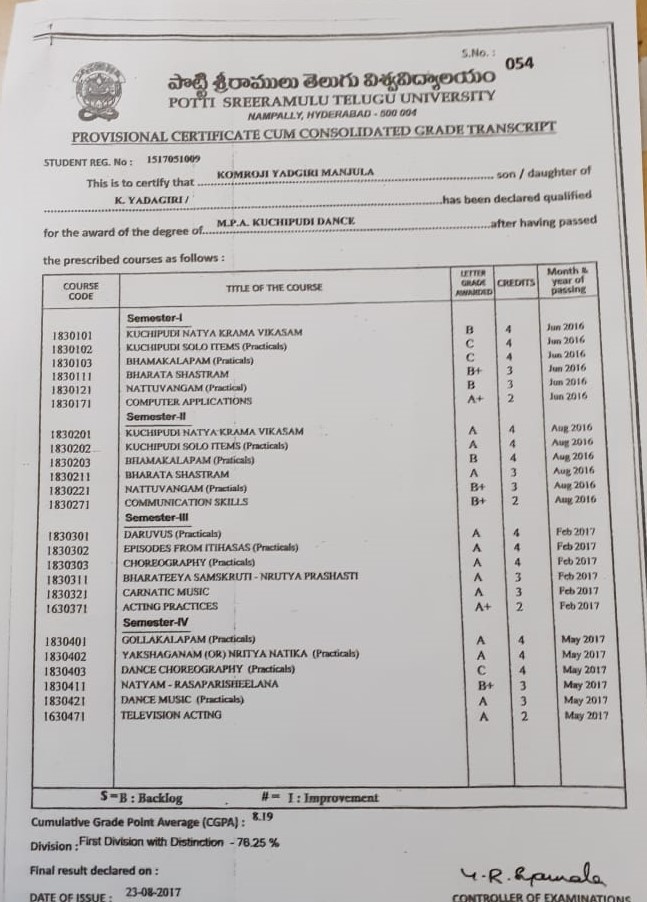 S.No. : 054
పొట్టి శ్రీరాములు తెలుగు విశ్వవిద్యాలయం
POTTI SREERAMULU TELUGU UNIVERSITY
NAMPALLY, HYDERABAD - 500 004
PROVISIONAL CERTIFICATE CUM CONSOLIDATED GRADE TRANSCRIPT
STUDENT REG. No : 1517051009
This is to certify that KOMROJI YADGIRI MANJULA son / daughter of
K. YADAGIRI / has been declared qualified
for the award of the degree of M.P.A. KUCHIPUDI DANCE after having passed
the prescribed courses as follows :
COURSE CODE TITLE OF THE COURSE LETTER GRADE AWARDED CREDITS Month & year of passing
Semester-I
1830101 KUCHIPUDI NATYA KRAMA VIKASAM B 4 Jun 2016
1830102 KUCHIPUDI SOLO ITEMS (Practicals) C 4 Jun 2016
1830103 BHAMAKALAPAM (Praticals) C 4 Jun 2016
1830111 BHARATA SHASTRAM B+ 3 Jun 2016
1830121 NATTUVANGAM (Practical) B 3 Jun 2016
1830171 COMPUTER APPLICATIONS A+ 2 Jun 2016
Semester-II
1830201 KUCHIPUDI NATYA KRAMA VIKASAM A 4 Aug 2016
1830202 KUCHIPUDI SOLO ITEMS (Practicals) A 4 Aug 2016
1830203 BHAMAKALAPAM (Praticals) B 4 Aug 2016
1830211 BHARATA SHASTRAM A 3 Aug 2016
1830221 NATTUVANGAM (Practials) B+ 3 Aug 2016
1830271 COMMUNICATION SKILLS B+ 2 Aug 2016
Semester-III
1830301 DARUVUS (Practicals) A 4 Feb 2017
1830302 EPISODES FROM ITIHASAS (Practicals) A 4 Feb 2017
1830303 CHOREOGRAPHY (Practicals) A 4 Feb 2017
1830311 BHARATEEYA SAMSKRUTI - NRUTYA PRASHASTI A 3 Feb 2017
1830321 CARNATIC MUSIC A 3 Feb 2017
1630371 ACTING PRACTICES A+ 2 Feb 2017
Semester-IV
1830401 GOLLAKALAPAM (Practicals) A 4 May 2017
1830402 YAKSHAGANAM (OR) NRITYA NATIKA (Practicals) A 4 May 2017
1830403 DANCE CHOREOGRAPHY (Practicals) C 4 May 2017
1830411 NATYAM - RASAPARISHEELANA B+ 3 May 2017
1830421 DANCE MUSIC (Practicals) A 3 May 2017
1630471 TELEVISION ACTING A 2 May 2017
$ = B : Backlog # = I : Improvement
Cumulative Grade Point Average (CGPA) : 8.19
Division : First Division with Distinction - 76.25 %
Final result declared on :
DATE OF ISSUE : 23-08-2017
CONTROLLER OF EXAMINATIONS